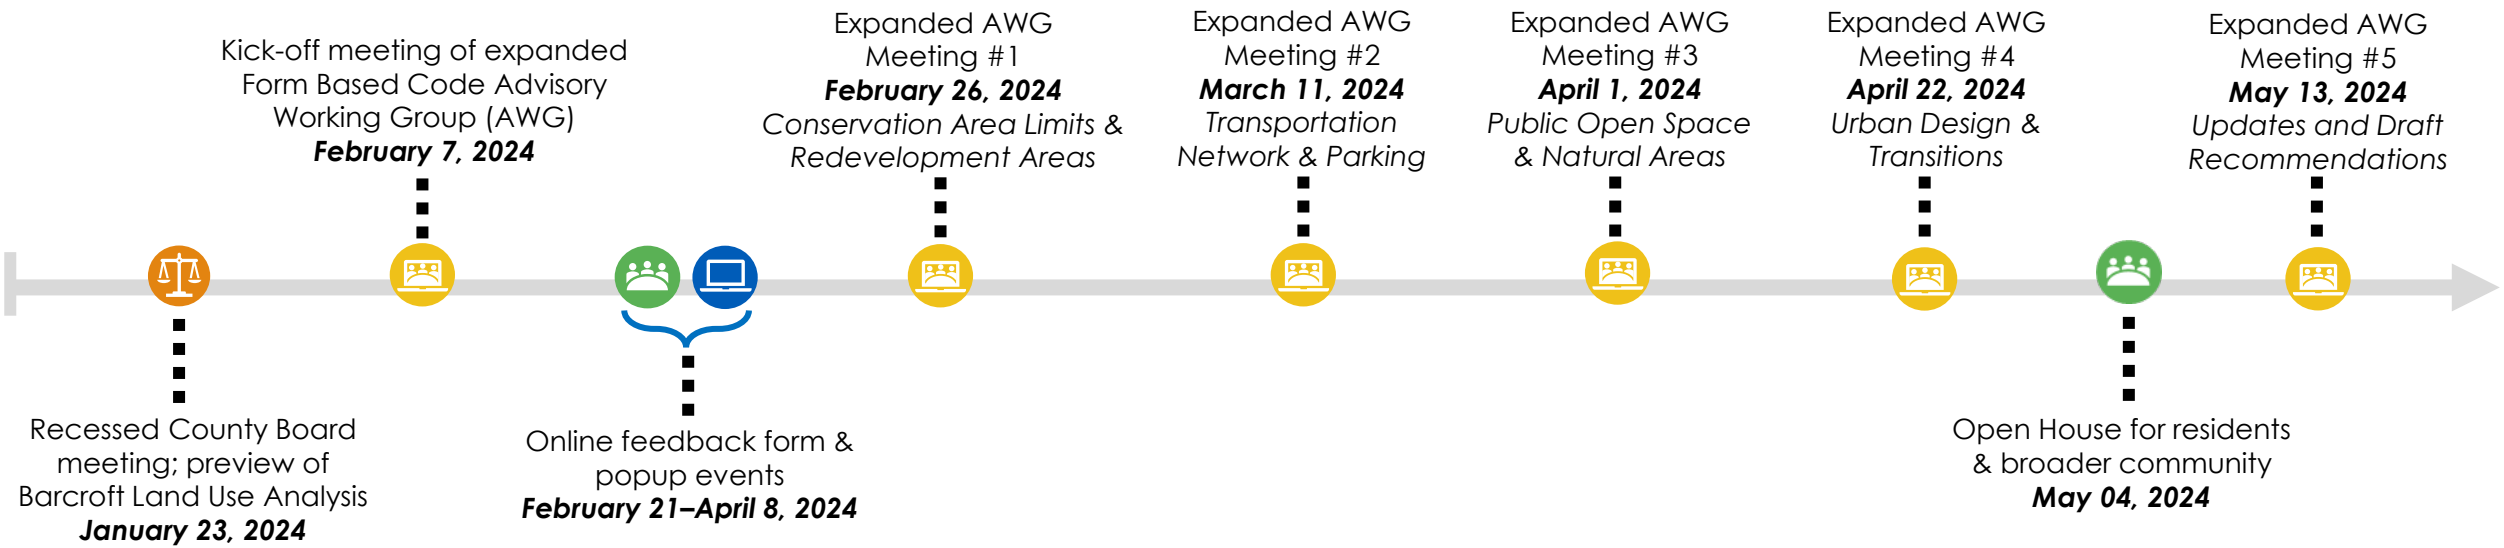 Kick-off meeting of expanded
Form Based Code Advisory
Working Group (AWG)
February 7, 2024
Expanded AWG
Meeting #1
February 26, 2024
Conservation Area Limits &
Redevelopment Areas
Expanded AWG
Meeting #2
March 11, 2024
Transportation
Network & Parking
Expanded AWG
Meeting #3
April 1, 2024
Public Open Space
& Natural Areas
Expanded AWG
Meeting #4
April 22, 2024
Urban Design &
Transitions
Expanded AWG
Meeting #5
May 13, 2024
Updates and Draft
Recommendations
Recessed County Board
meeting; preview of
Barcroft Land Use Analysis
January 23, 2024
Online feedback form &
popup events
February 21–April 8, 2024
Open House for residents
& broader community
May 04, 2024